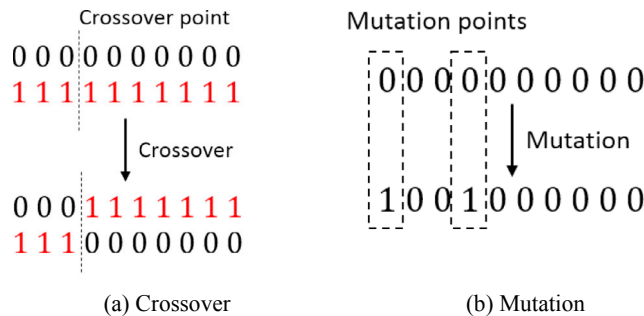 Crossover point
0 0 0 0 0 0 0 0 0 0
1 1 1 1 1 1 1 1 1 1
Crossover
0 0 0 1 1 1 1 1 1 1
1 1 1 0 0 0 0 0 0 0
(a) Crossover
Mutation points
0 0 0 0 0 0 0 0 0 0
Mutation
1 0 0 1 0 0 0 0 0 0
(b) Mutation